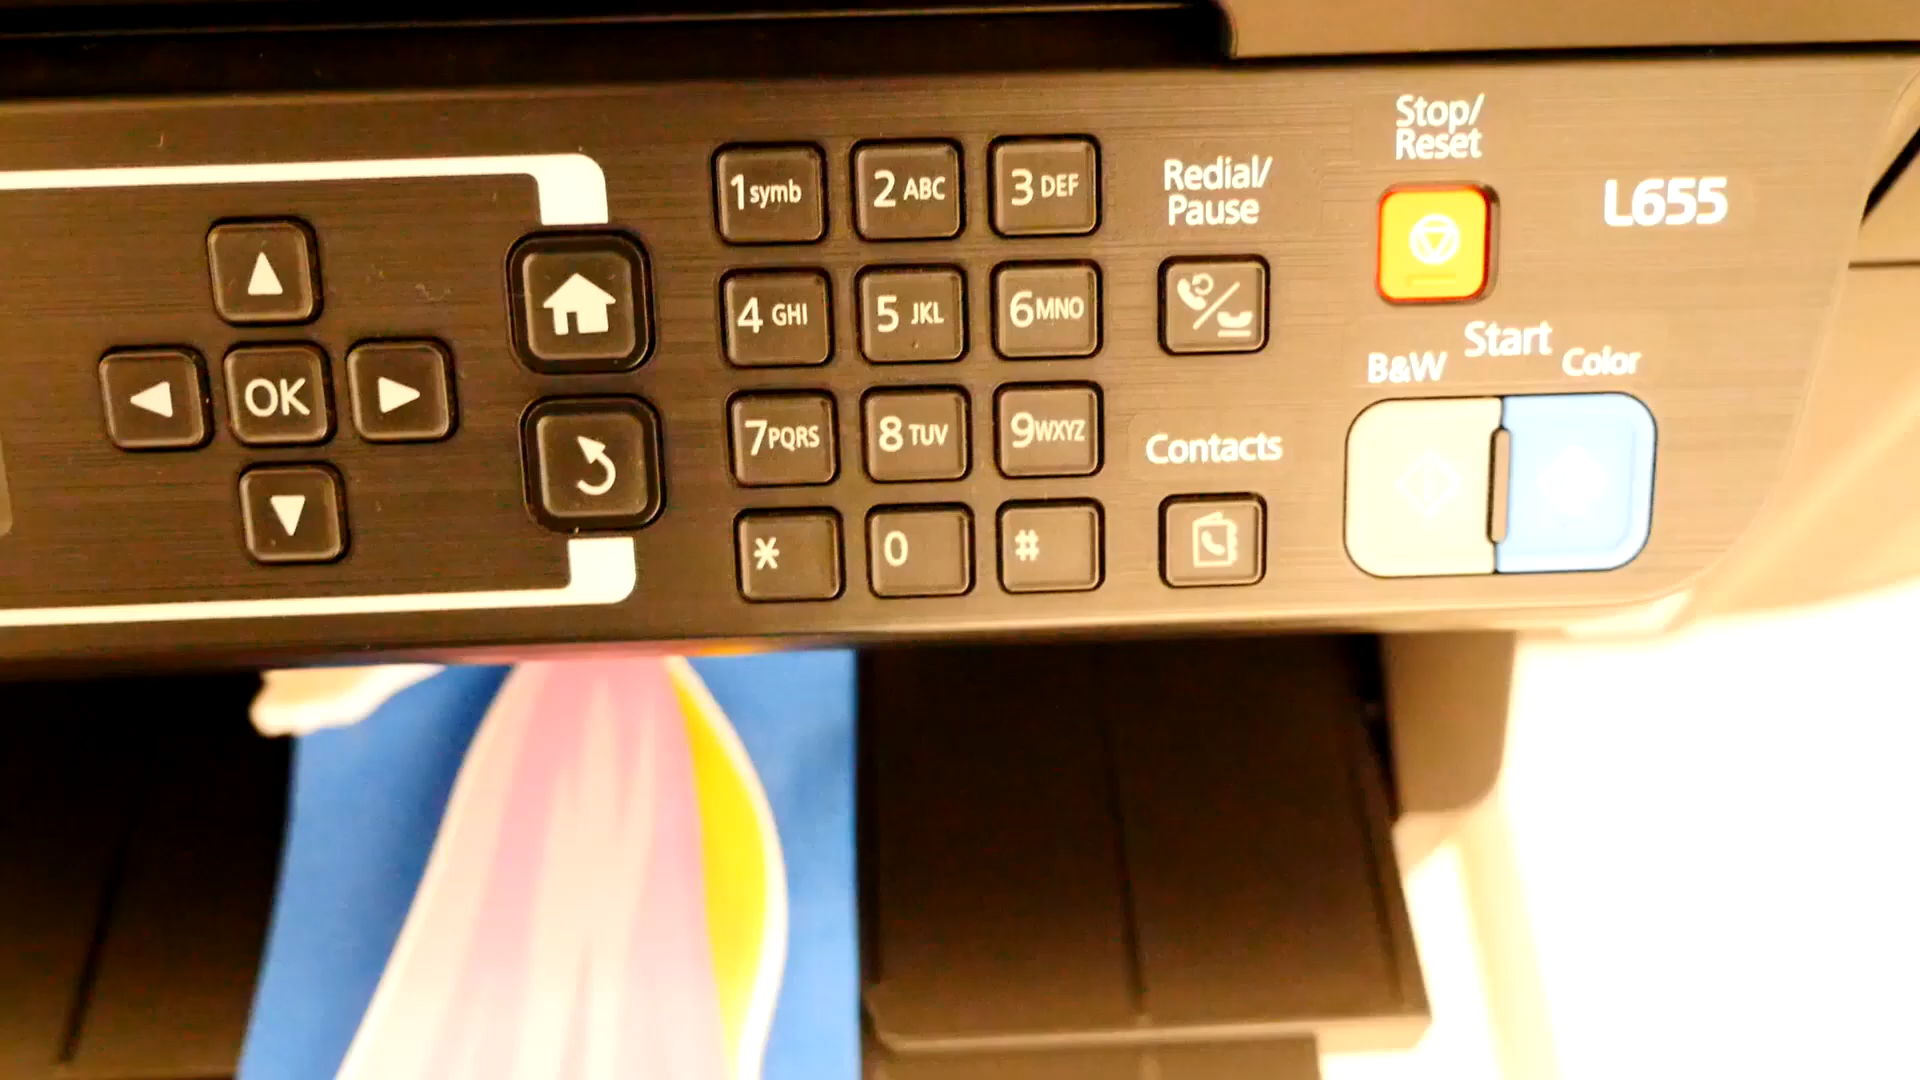 Stop/
Reset
L655
Redial/
Pause
1 symb
2 ABC
3 DEF
4 GHI
5 JKL
6 MNO
7 PQRS
8 TUV
9 WXYZ
* 
0
#
OK
Contacts
Start
B&W
Color